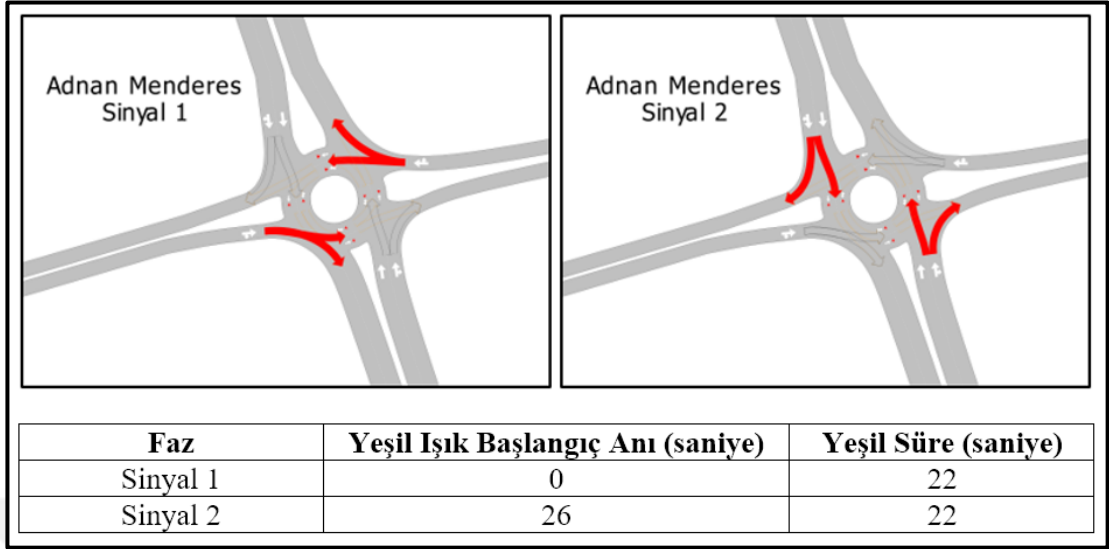 Adnan Menderes
Sinyal 1
Adnan Menderes
Sinyal 2
Faz Yeşil Işık Başlangıç Anı (saniye) Yeşil Süre (saniye)
Sinyal 1 0 22
Sinyal 2 26 22